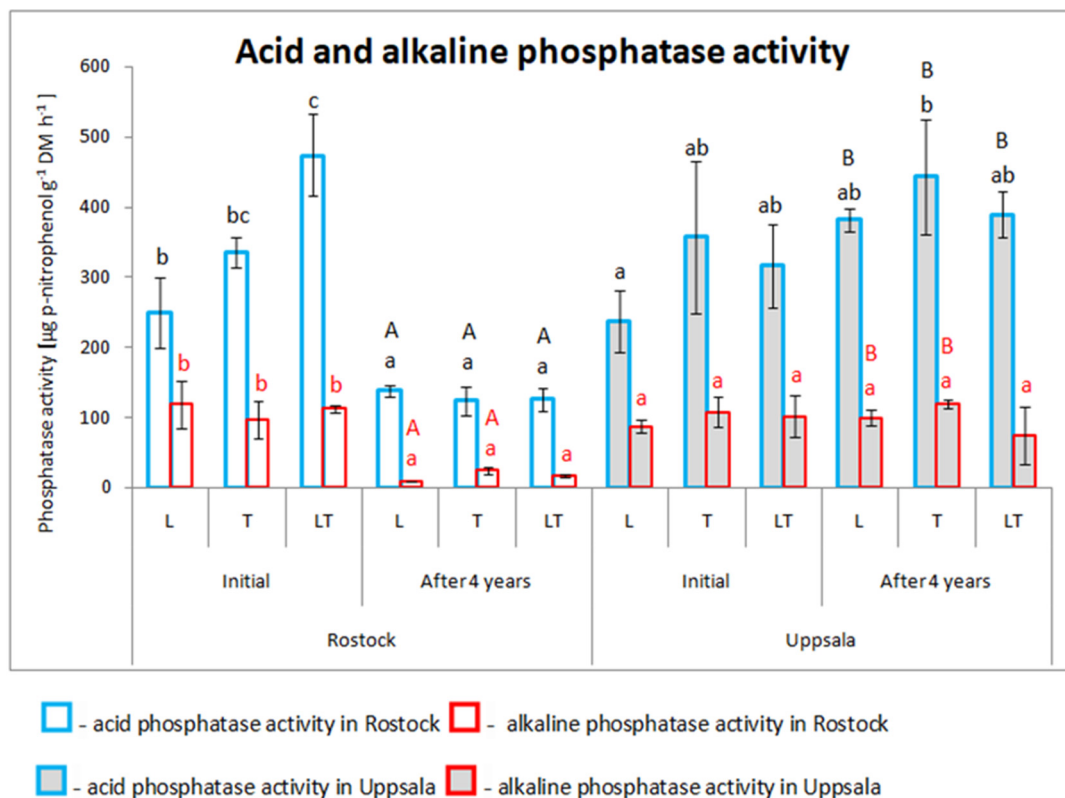 Acid and alkaline phosphatase activity
Phosphatase activity [µg p-nitrophenol g-1 DM h-1
600
500
400
300
200
100
0
b
bc
c
A
a
A
a
A
a
a
ab
ab
B
ab
B
b
B
ab
b
b
b
A
a
A
a
a
a
a
a
B
a
B
a
a
L T LT L T LT L T LT L T LT
Initial After 4 years Initial After 4 years
Rostock Uppsala
- acid phosphatase activity in Rostock - alkaline phosphatase activity in Rostock
- acid phosphatase activity in Uppsala - alkaline phosphatase activity in Uppsala